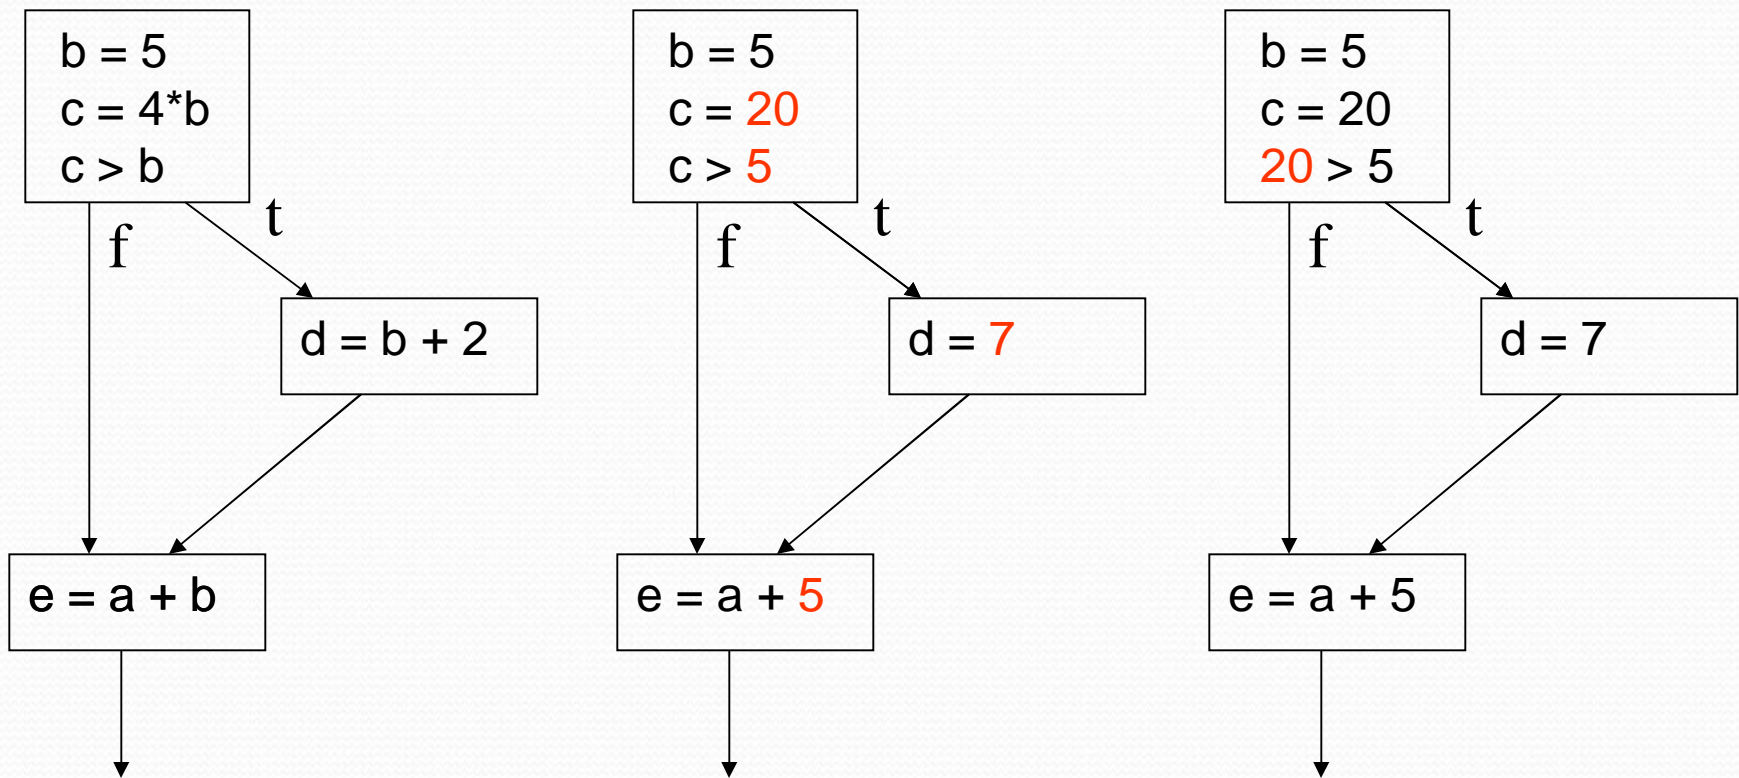 b = 5
c = 4*b
c > b
f
t
d = b + 2
e = a + b
b = 5
c = 20
c > 5
f
t
d = 7
e = a + 5
b = 5
c = 20
20 > 5
f
t
d = 7
e = a + 5